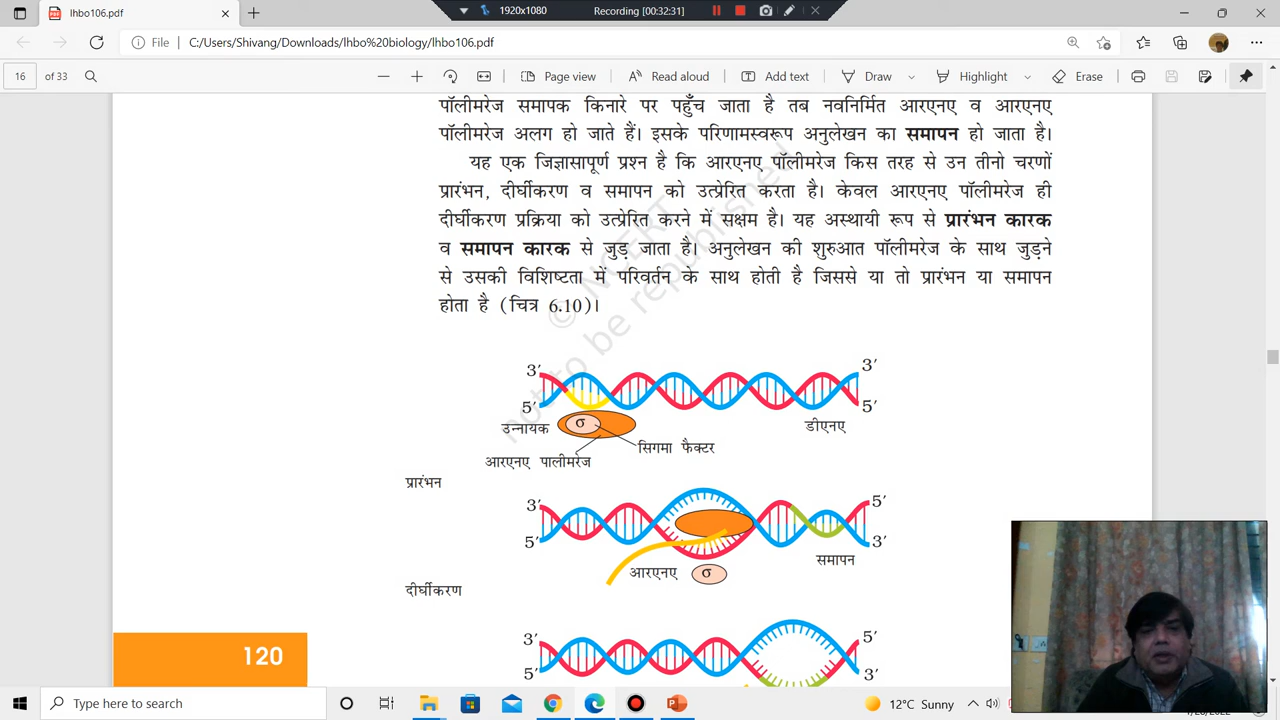 lhbo106.pdf
1920x1080
Recording [00:32:31]
File
C:/Users/Shivang/Downloads/lhbo%20biology/lhbo106.pdf
16
of 33
Page view
Read aloud
Add text
Draw
Highlight
Erase
पॉलीमरेज समापक किनारे पर पहुँच जाता है तब नवनिर्मित आरएनए व आरएनए
पॉलीमरेज अलग हो जाते हैं। इसके परिणामस्वरूप अनुलेखन का समापन हो जाता है।
यह एक जिज्ञासापूर्ण प्रश्न है कि आरएनए पॉलीमरेज किस तरह से उन तीनो चरणों
प्रारंभन, दीर्घीकरण व समापन को उत्प्रेरित करता है। केवल आरएनए पॉलीमरेज ही
दीर्घीकरण प्रक्रिया को उत्प्रेरित करने में सक्षम है। यह अस्थायी रूप से प्रारंभन कारक
व समापन कारक से जुड़ जाता है। अनुलेखन की शुरुआत पॉलीमरेज के साथ जुड़ने
से उसकी विशिष्टता में परिवर्तन के साथ होती है जिससे या तो प्रारंभन या समापन
होता है (चित्र 6.10)।
© NCERT
not to be republished
3′
3′
5′
5′
उन्नायक
σ
डीएनए
सिगमा फैक्टर
आरएनए पालीमरेज
प्रारंभन
3′
5′
5′
3′
समापन
आरएनए
σ
दीर्घीकरण
3′
5′
5′
3′
120
Type here to search
12°C Sunny